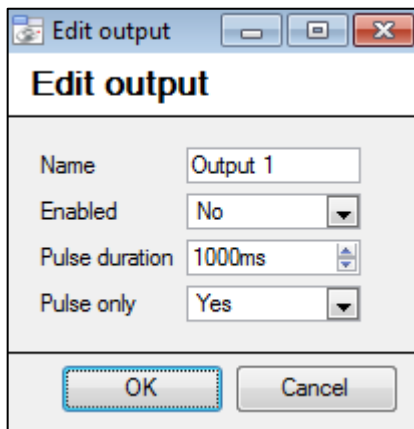 Edit output
Edit output
Name Output 1
Enabled No
Pulse duration 1000ms
Pulse only Yes
OK Cancel